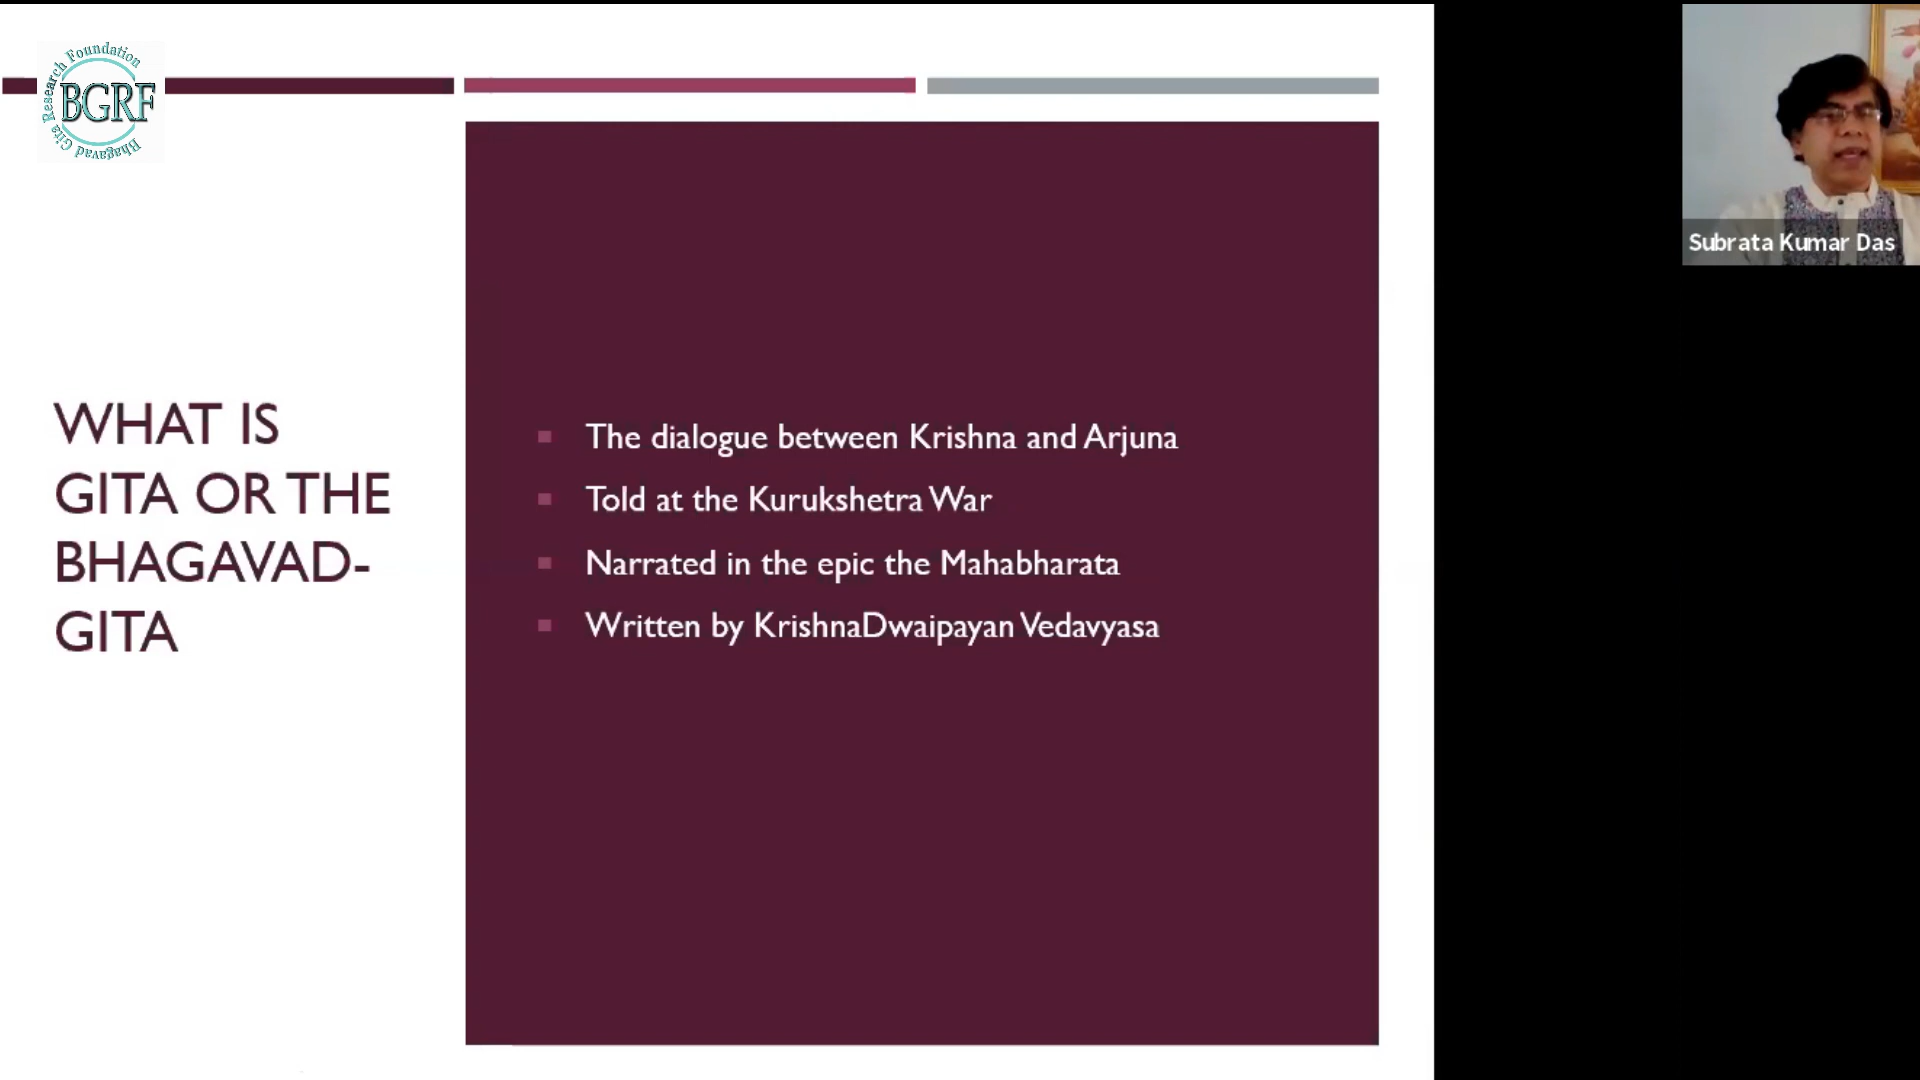 Bhagavad Gita Research Foundation
BGRF
WHAT IS
GITA OR THE
BHAGAVAD-
GITA
The dialogue between Krishna and Arjuna
Told at the Kurukshetra War
Narrated in the epic the Mahabharata
Written by KrishnaDwaipayan Vedavyasa
Subrata Kumar Das